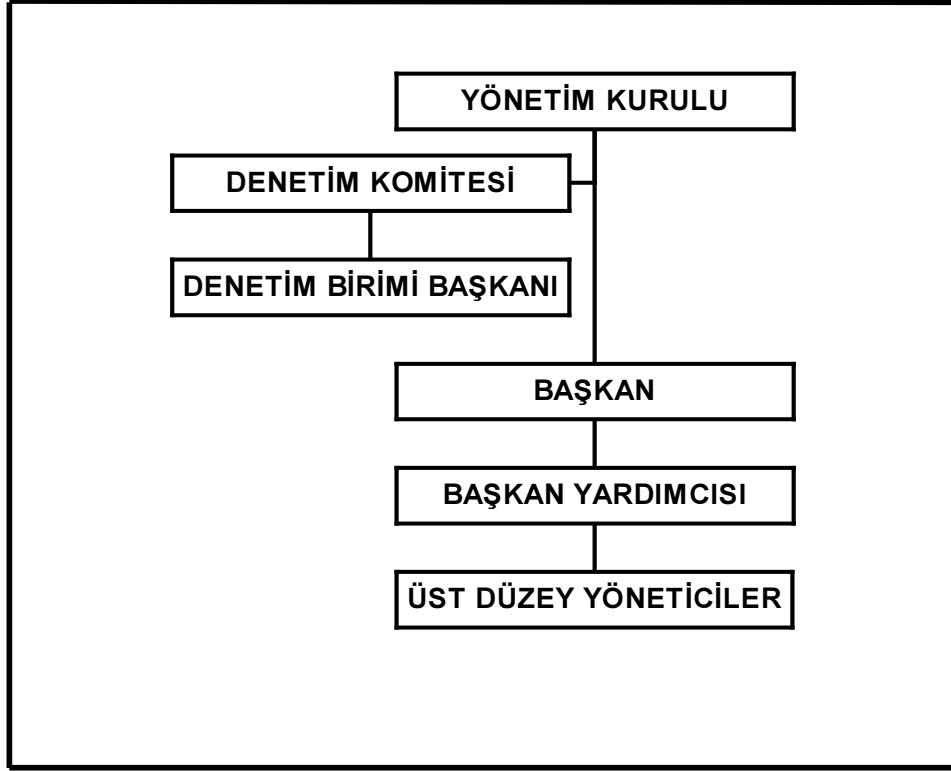 YÖNETİM KURULU
DENETİM KOMİTESİ
DENETİM BİRİMİ BAŞKANI
BAŞKAN
BAŞKAN YARDIMCISI
ÜST DÜZEY YÖNETİCİLER